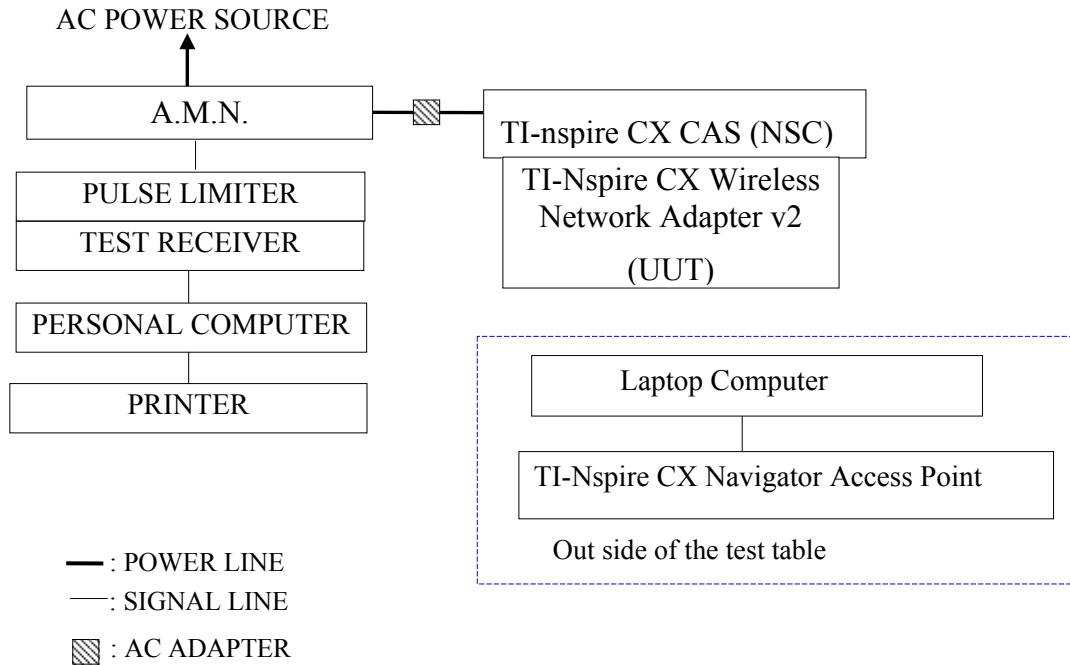 AC POWER SOURCE
A.M.N.
TI-nspire CX CAS (NSC)
PULSE LIMITER
TI-Nspire CX Wireless
Network Adapter v2
(UUT)
TEST RECEIVER
PERSONAL COMPUTER
PRINTER
Laptop Computer
TI-Nspire CX Navigator Access Point
Out side of the test table
: POWER LINE
: SIGNAL LINE
: AC ADAPTER